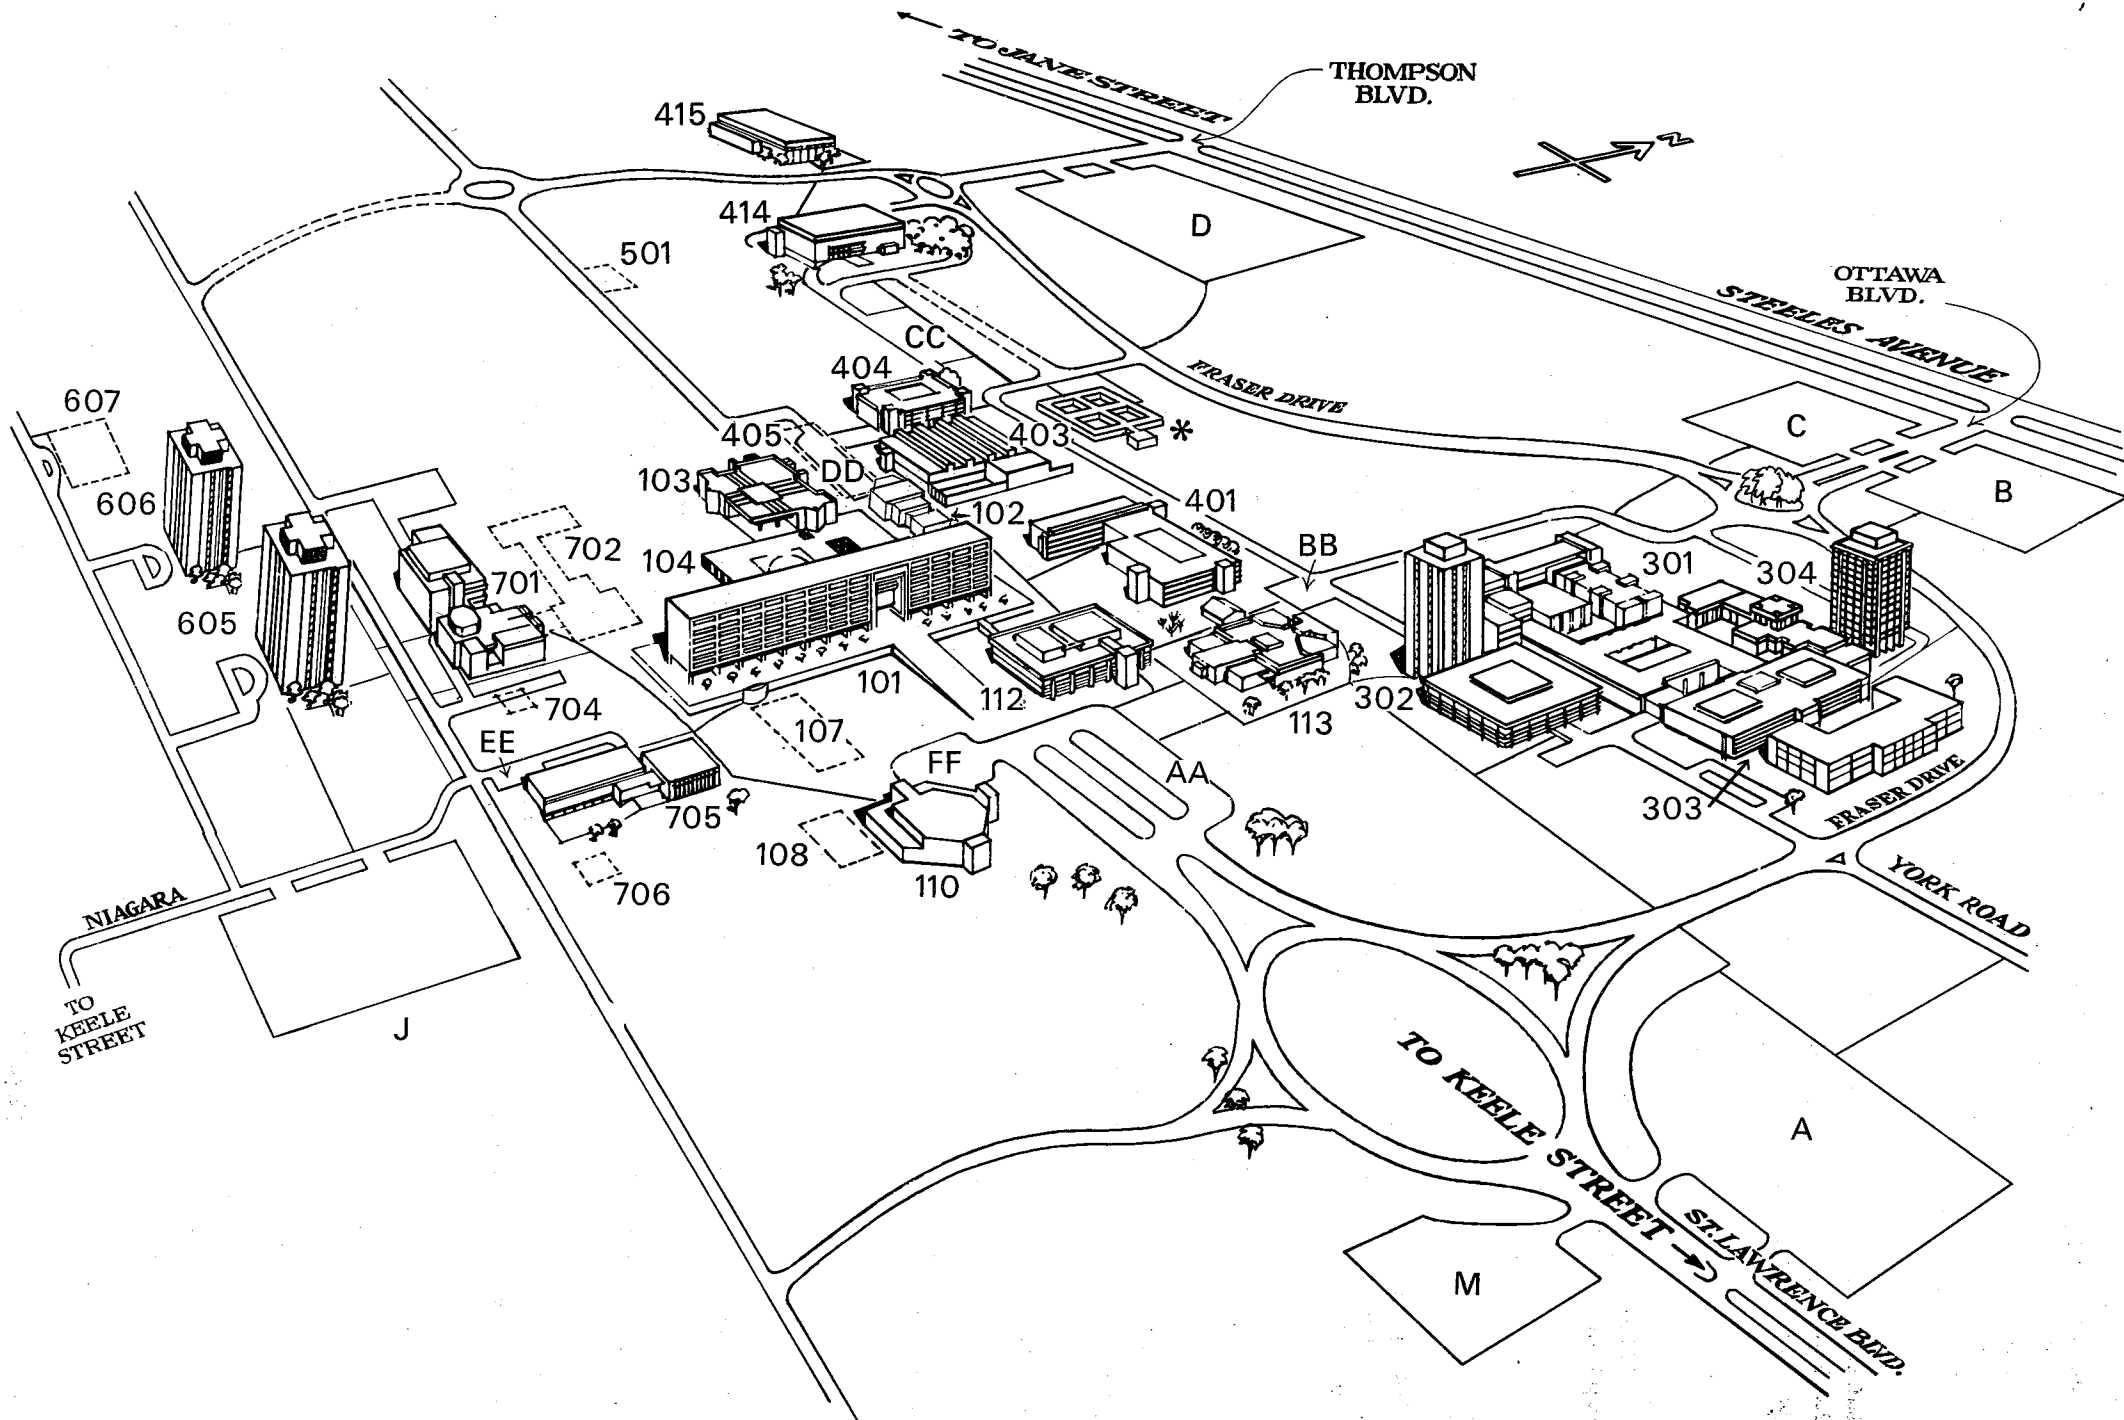 TO JANE STREET
THOMPSON
BLVD.
N
415
414
501
D
OTTAWA
BLVD.
STEELES AVENUE
CC
404
FRASER DRIVE
607
405
403
*
C
606
103
DD
102
401
B
702
104
BB
301
304
701
605
101
112
302
113
704
107
EE
FF
AA
303
FRASER DRIVE
705
108
110
706
YORK ROAD
NIAGARA
TO
KEELE
STREET
J
TO KEELE STREET
A
ST. LAWRENCE BLVD.
M